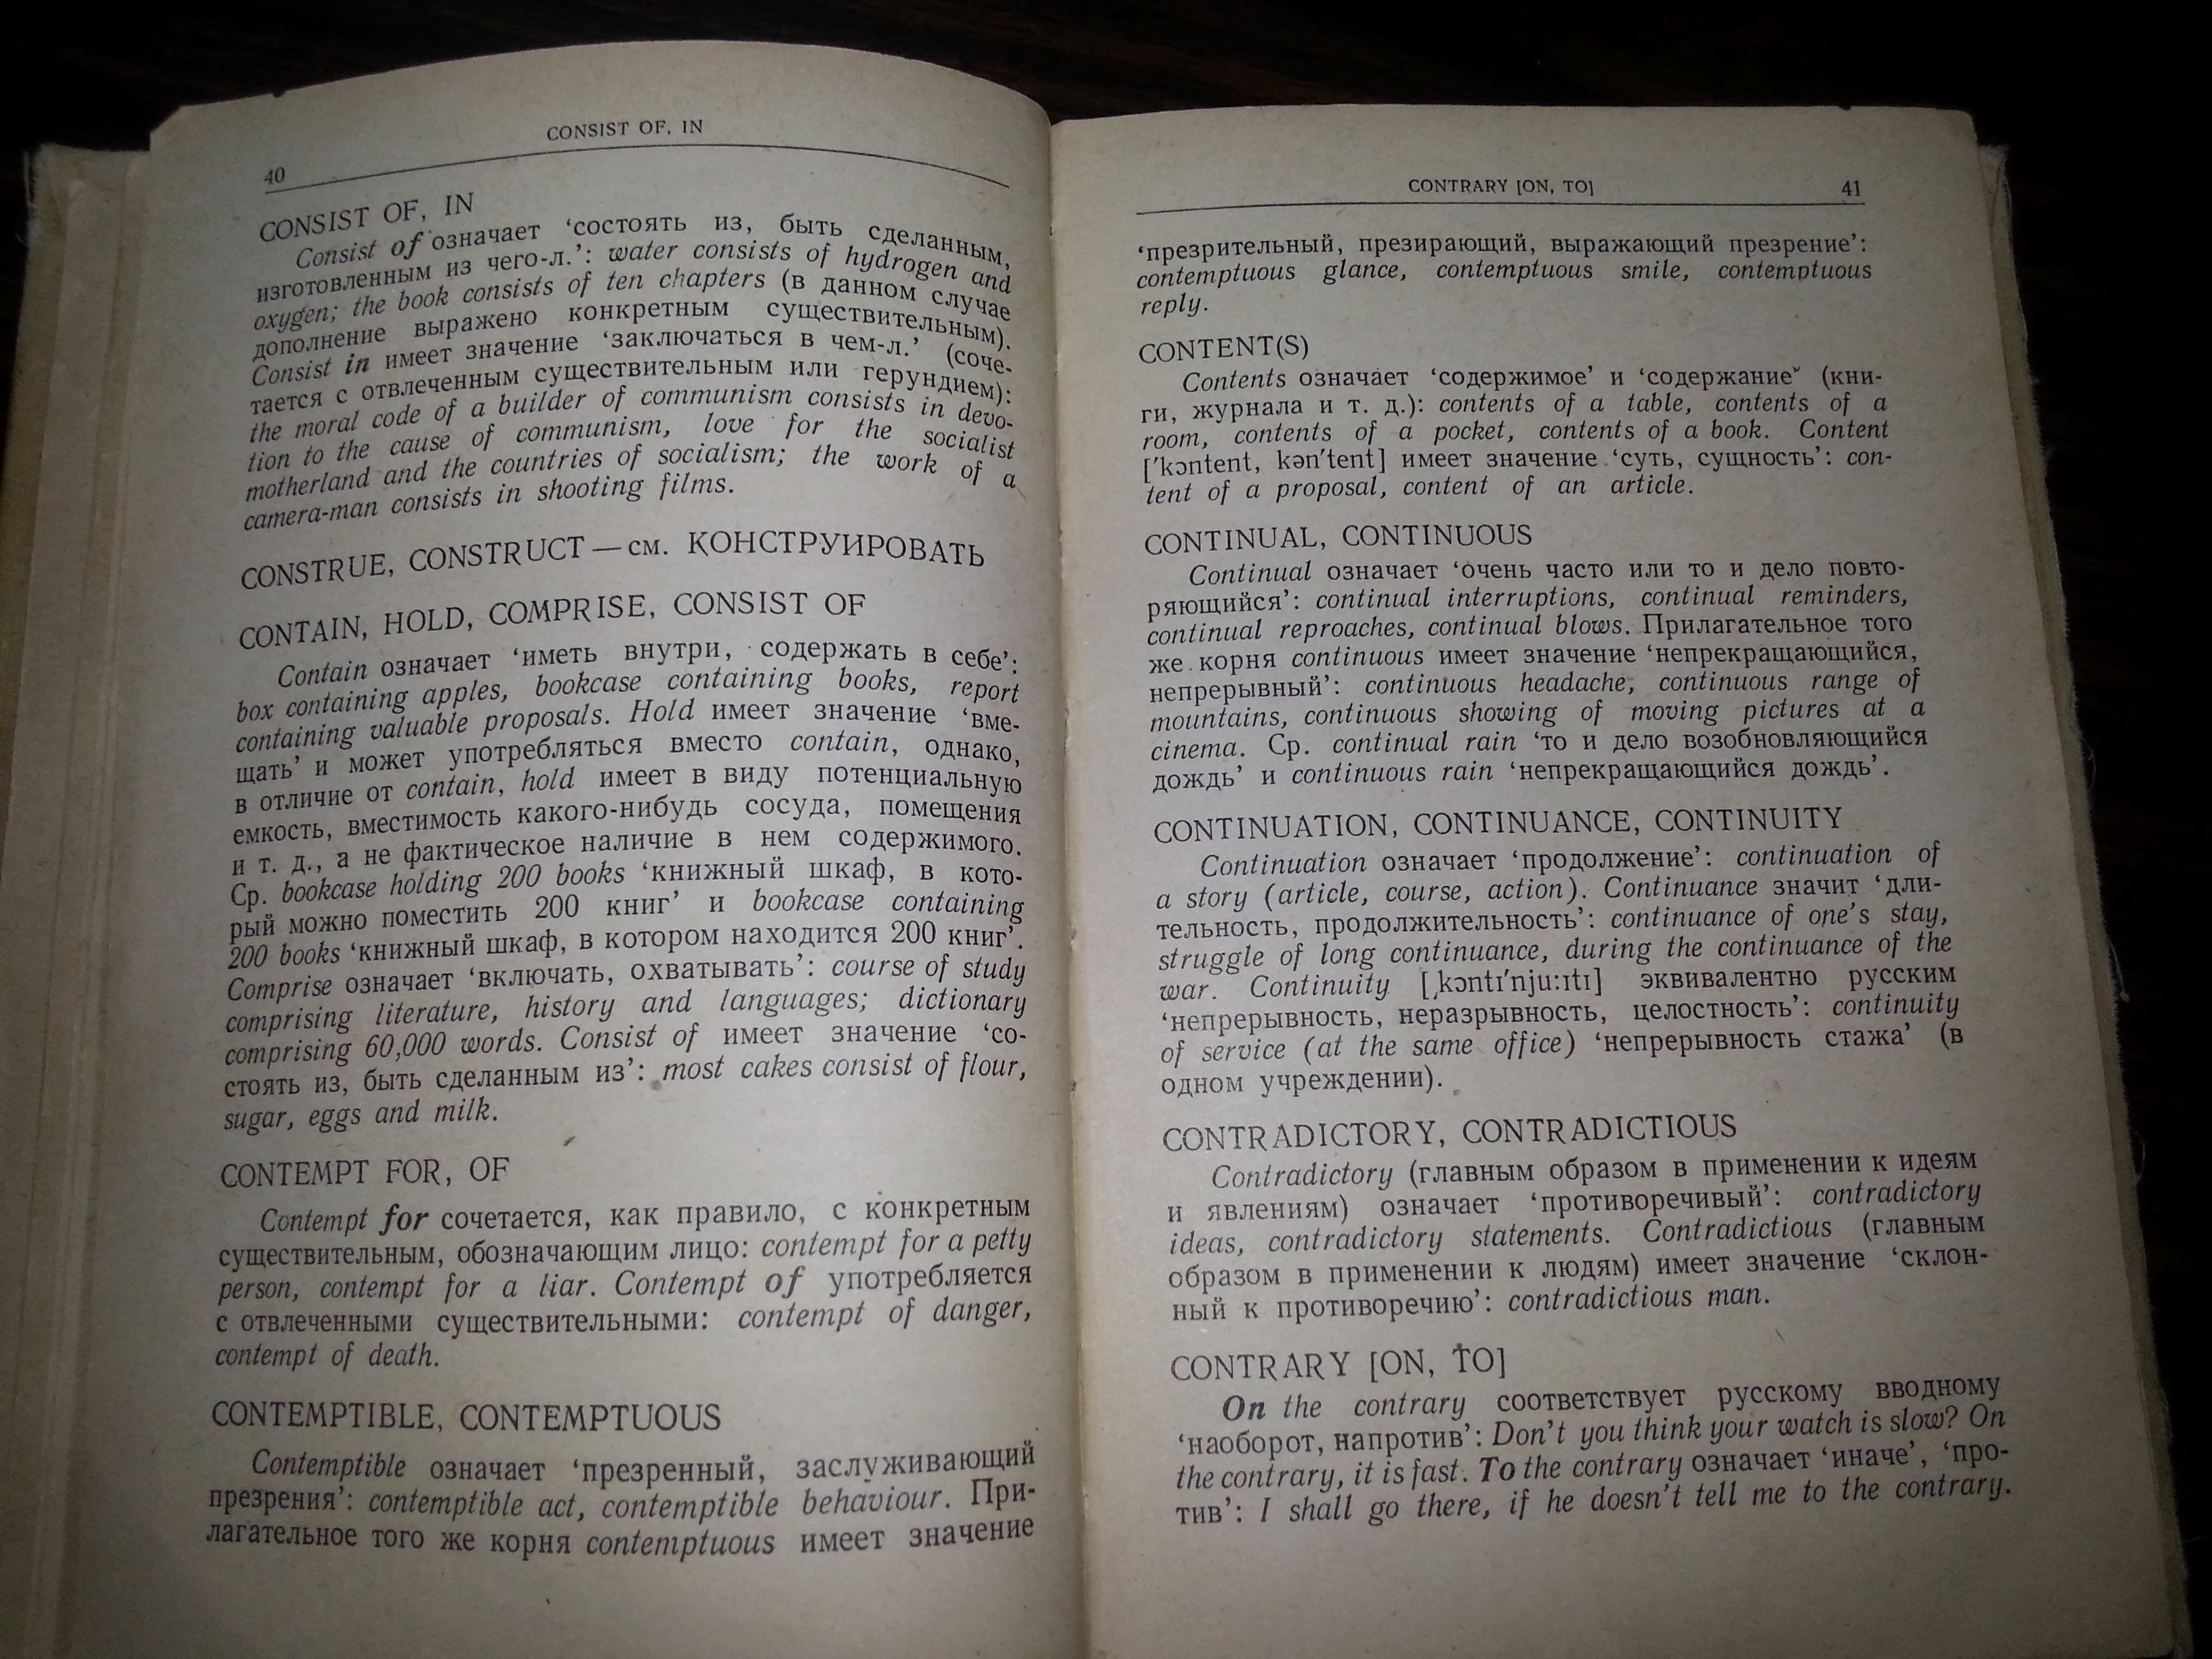 CONSIST OF, IN
40
CONSIST OF, IN
Consist of означает ‘состоять из, быть сделанным,
изготовленным из чего-л.’: water consists of hydrogen and
oxygen; the book consists of ten chapters (в данном случае
дополнение выражено конкретным существительным).
Consist in имеет значение ‘заключаться в чем-л.’ (соче-
тается с отвлеченным существительным или герундием):
the moral code of a builder of communism consists in devo-
tion to the cause of communism, love for the socialist
motherland and the countries of socialism; the work of a
camera-man consists in shooting films.
CONSTRUE, CONSTRUCT — см. КОНСТРУИРОВАТЬ
CONTAIN, HOLD, COMPRISE, CONSIST OF
Contain означает ‘иметь внутри, содержать в себе’:
box containing apples, bookcase containing books, report
containing valuable proposals. Hold имеет значение ‘вме-
щать’ и может употребляться вместо contain, однако,
в отличие от contain, hold имеет в виду потенциальную
емкость, вместимость какого-нибудь сосуда, помещения
и т. д., а не фактическое наличие в нем содержимого.
Ср. bookcase holding 200 books ‘книжный шкаф, в кото-
рый можно поместить 200 книг’ и bookcase containing
200 books ‘книжный шкаф, в котором находится 200 книг’.
Comprise означает ‘включать, охватывать’: course of study
comprising literature, history and languages; dictionary
comprising 60,000 words. Consist of имеет значение ‘со-
стоять из, быть сделанным из’: most cakes consist of flour,
sugar, eggs and milk.
CONTEMPT FOR, OF
Contempt for сочетается, как правило, с конкретным
существительным, обозначающим лицо: contempt for a petty
person, contempt for a liar. Contempt of употребляется
с отвлеченными существительными: contempt of danger,
contempt of death.
CONTEMPTIBLE, CONTEMPTUOUS
Contemptible означает ‘презренный, заслуживающий
презрения’: contemptible act, contemptible behaviour. При-
лагательное того же корня contemptuous имеет значение
CONTRARY [ON, TO]
41
‘презрительный, презирающий, выражающий презрение’:
contemptuous glance, contemptuous smile, contemptuous
reply.
CONTENT(S)
Contents означает ‘содержимое’ и ‘содержание’ (кни-
ги, журнала и т. д.): contents of a table, contents of a
room, contents of a pocket, contents of a book. Content
[ˈkɔntent, kənˈtent] имеет значение ‘суть, сущность’: con-
tent of a proposal, content of an article.
CONTINUAL, CONTINUOUS
Continual означает ‘очень часто или то и дело повто-
ряющийся’: continual interruptions, continual reminders,
continual reproaches, continual blows. Прилагательное того
же корня continuous имеет значение ‘непрекращающийся,
непрерывный’: continuous headache, continuous range of
mountains, continuous showing of moving pictures at a
cinema. Ср. continual rain ‘то и дело возобновляющийся
дождь’ и continuous rain ‘непрекращающийся дождь’.
CONTINUATION, CONTINUANCE, CONTINUITY
Continuation означает ‘продолжение’: continuation of
a story (article, course, action). Continuance значит ‘дли-
тельность, продолжительность’: continuance of one’s stay,
struggle of long continuance, during the continuance of the
war. Continuity [ˌkɔntɪˈnju:ɪtɪ] эквивалентно русским
‘непрерывность, неразрывность, целостность’: continuity
of service (at the same office) ‘непрерывность стажа’ (в
одном учреждении).
CONTRADICTORY, CONTRADICTIOUS
Contradictory (главным образом в применении к идеям
и явлениям) означает ‘противоречивый’: contradictory
ideas, contradictory statements. Contradictious (главным
образом в применении к людям) имеет значение ‘склон-
ный к противоречию’: contradictious man.
CONTRARY [ON, TO]
On the contrary соответствует русскому вводному
‘наоборот, напротив’: Don’t you think your watch is slow? On
the contrary, it is fast. To the contrary означает ‘иначе’, ‘про-
тив’: I shall go there, if he doesn’t tell me to the contrary.